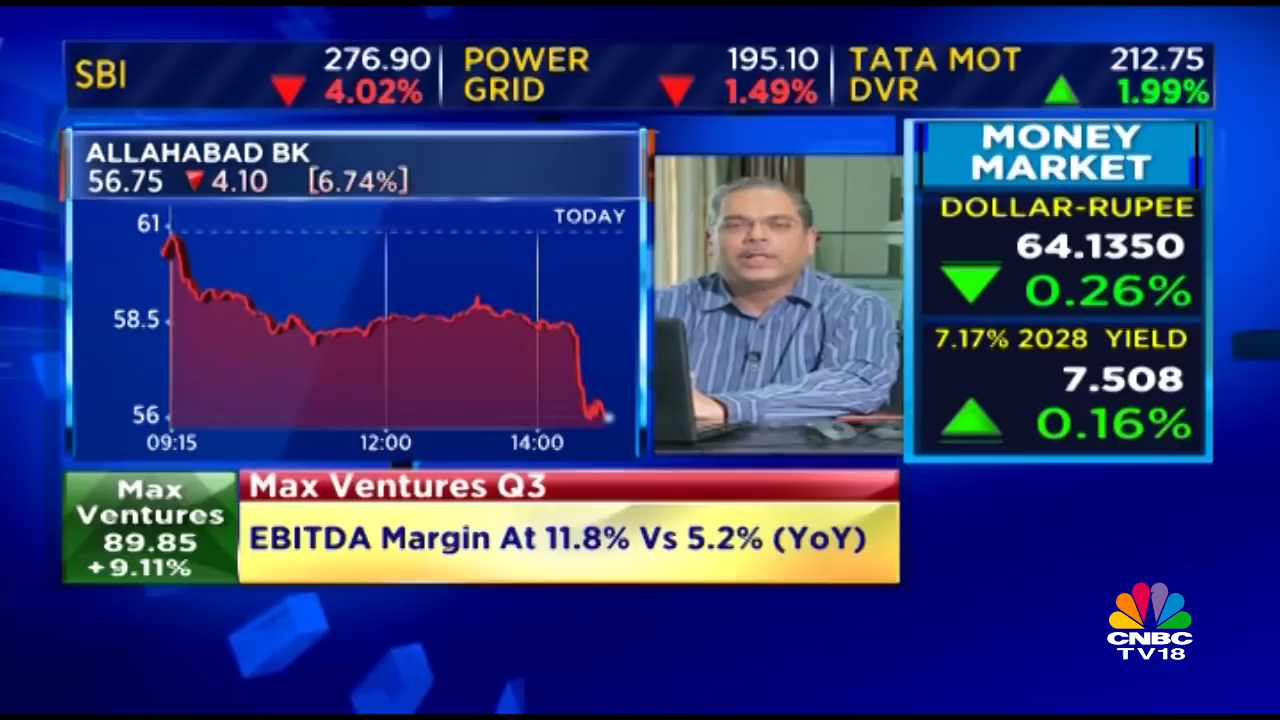 SBI
276.90
4.02%
POWER
GRID
195.10
1.49%
TATA MOT
DVR
212.75
1.99%
ALLAHABAD BK
56.75 4.10 [6.74%]
TODAY
61
58.5
56
09:15 12:00 14:00
MONEY
MARKET
DOLLAR-RUPEE
64.1350
0.26%
7.17% 2028 YIELD
7.508
0.16%
Max
Ventures
89.85
+9.11%
Max Ventures Q3
EBITDA Margin At 11.8% Vs 5.2% (YoY)
CNBC
TV18